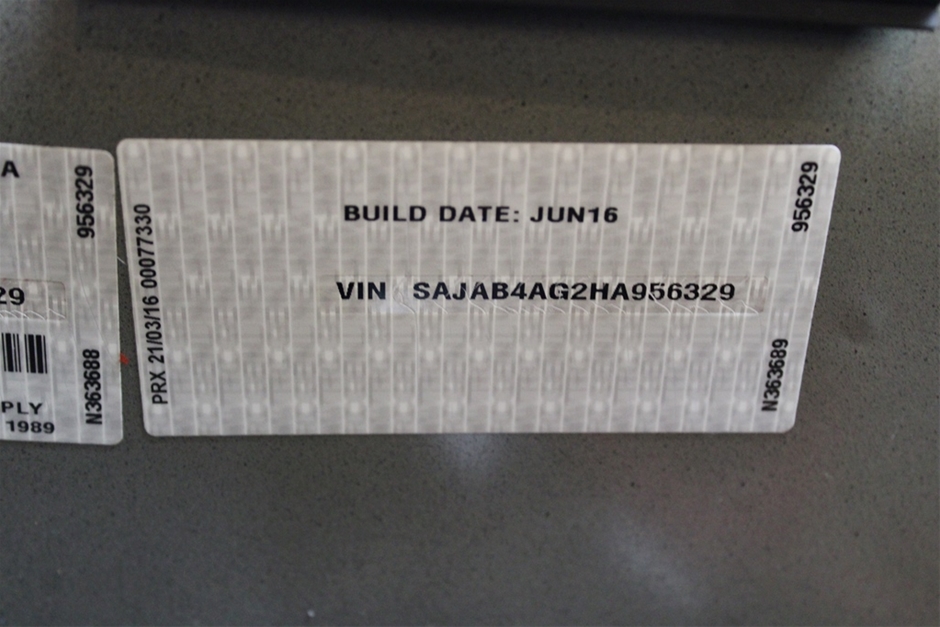 A
956329
29
N363688
PLY
1989
PRX 21/03/16 00077330
BUILD DATE: JUN16
VIN SAJAB4AG2HA956329
956329
N363689